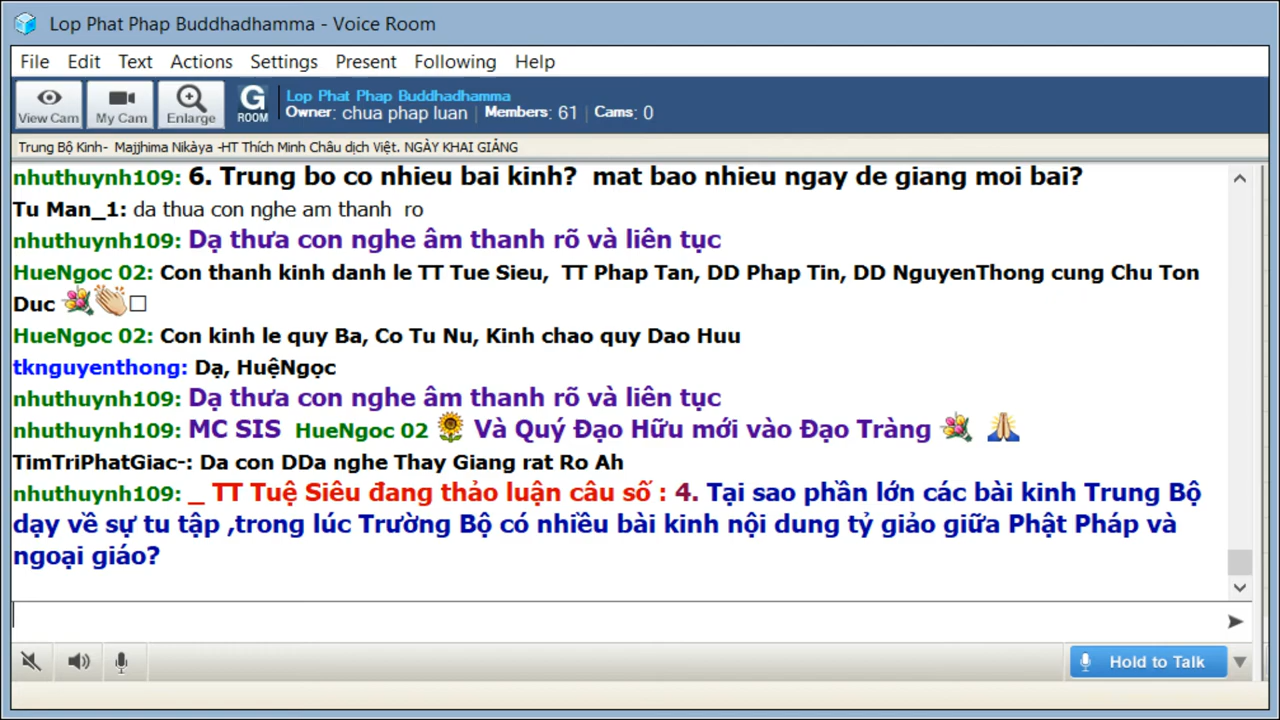 Lop Phat Phap Buddhadhamma - Voice Room
File Edit Text Actions Settings Present Following Help
View Cam My Cam Enlarge G ROOM Lop Phat Phap Buddhadhamma
Owner: chua phap luan | Members: 61 | Cams: 0
Trung Bộ Kinh- Majjhima Nikàya -HT Thích Minh Châu dịch Việt. NGÀY KHAI GIẢNG
nhuthuynh109: 6. Trung bo co nhieu bai kinh? mat bao nhieu ngay de giang moi bai?
Tu Man_1: da thua con nghe am thanh ro
nhuthuynh109: Dạ thưa con nghe âm thanh rõ và liên tục
HueNgoc 02: Con thanh kinh danh le TT Tue Sieu, TT Phap Tan, DD Phap Tin, DD NguyenThong cung Chu Ton
Duc 💐👏□
HueNgoc 02: Con kinh le quy Ba, Co Tu Nu, Kinh chao quy Dao Huu
tknguyenthong: Dạ, HuệNgọc
nhuthuynh109: Dạ thưa con nghe âm thanh rõ và liên tục
nhuthuynh109: MC SIS HueNgoc 02 🌻 Và Quý Đạo Hữu mới vào Đạo Tràng 💐 🙏
TimTriPhatGiac-: Da con DDa nghe Thay Giang rat Ro Ah
nhuthuynh109: _ TT Tuệ Siêu đang thảo luận câu số : 4. Tại sao phần lớn các bài kinh Trung Bộ
dạy về sự tu tập ,trong lúc Trường Bộ có nhiều bài kinh nội dung tỷ giảo giữa Phật Pháp và
ngoại giáo?
Hold to Talk